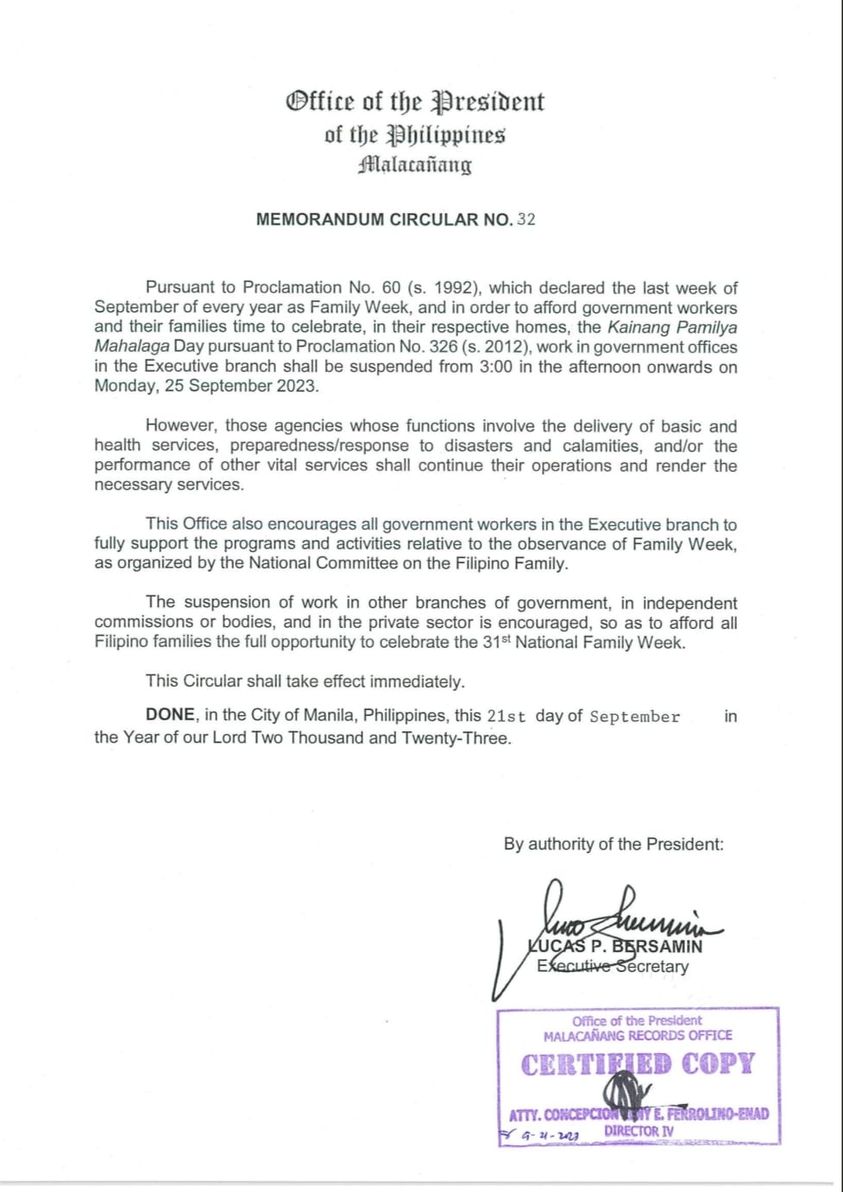 Office of the President
of the Philippines
Malacañang
MEMORANDUM CIRCULAR NO. 32
Pursuant to Proclamation No. 60 (s. 1992), which declared the last week of
September of every year as Family Week, and in order to afford government workers
and their families time to celebrate, in their respective homes, the Kainang Pamilya
Mahalaga Day pursuant to Proclamation No. 326 (s. 2012), work in government offices
in the Executive branch shall be suspended from 3:00 in the afternoon onwards on
Monday, 25 September 2023.
However, those agencies whose functions involve the delivery of basic and
health services, preparedness/response to disasters and calamities, and/or the
performance of other vital services shall continue their operations and render the
necessary services.
This Office also encourages all government workers in the Executive branch to
fully support the programs and activities relative to the observance of Family Week,
as organized by the National Committee on the Filipino Family.
The suspension of work in other branches of government, in independent
commissions or bodies, and in the private sector is encouraged, so as to afford all
Filipino families the full opportunity to celebrate the 31st National Family Week.
This Circular shall take effect immediately.
DONE, in the City of Manila, Philippines, this 21st day of September in
the Year of our Lord Two Thousand and Twenty-Three.
By authority of the President:
LUCAS P. BERSAMIN
Executive Secretary
Office of the President
MALACAÑANG RECORDS OFFICE
CERTIFIED COPY
ATTY. CONCEPCION E. FERROLINO-ENAD
DIRECTOR IV
9-21-2023